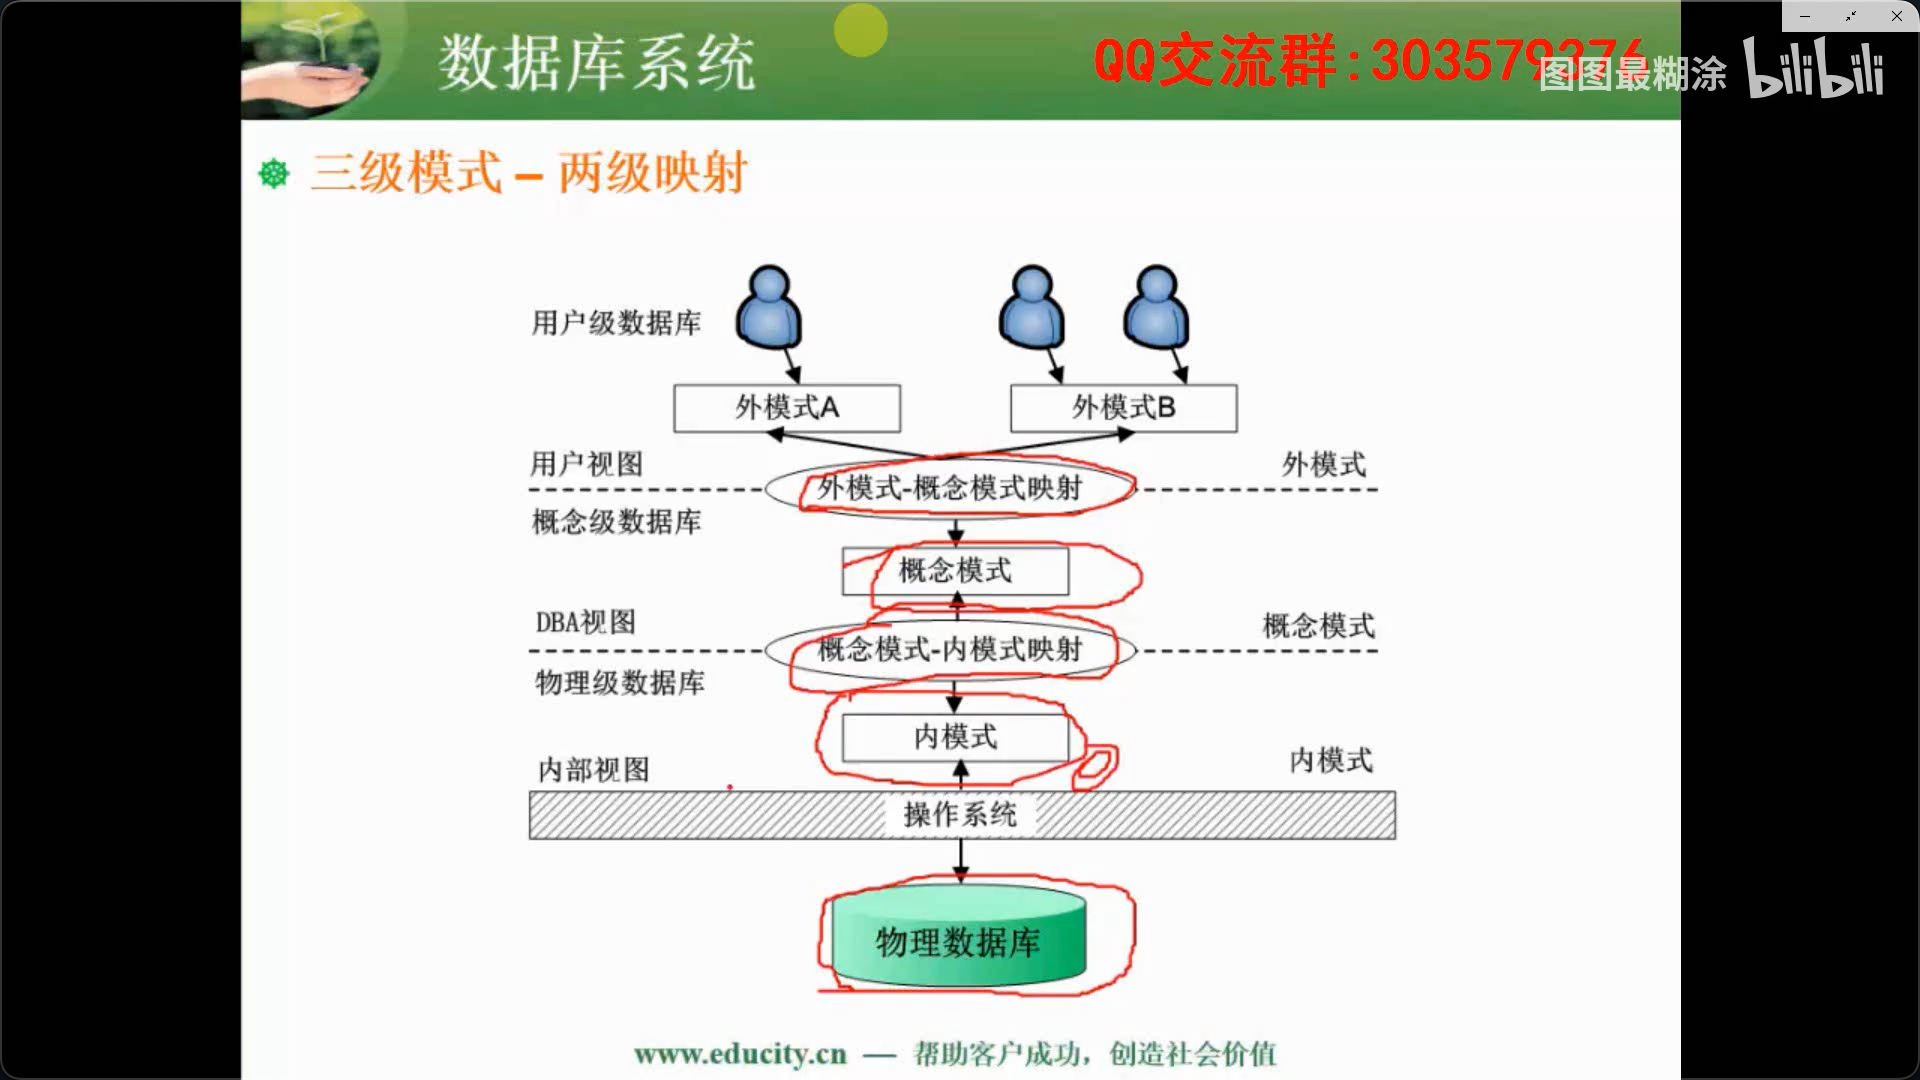 数据库系统
QQ交流群:303579376
图图最糊涂 bilibili
三级模式 – 两级映射
用户级数据库
外模式A
外模式B
用户视图
外模式
外模式-概念模式映射
概念级数据库
概念模式
DBA视图
概念模式
概念模式-内模式映射
物理级数据库
内模式
内部视图
内模式
操作系统
物理数据库
www.educity.cn — 帮助客户成功，创造社会价值